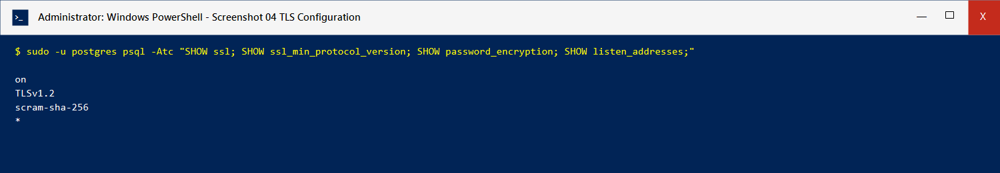 Administrator: Windows PowerShell - Screenshot 04 TLS Configuration
$ sudo -u postgres psql -Atc "SHOW ssl; SHOW ssl_min_protocol_version; SHOW password_encryption; SHOW listen_addresses;"
on
TLSv1.2
scram-sha-256
*